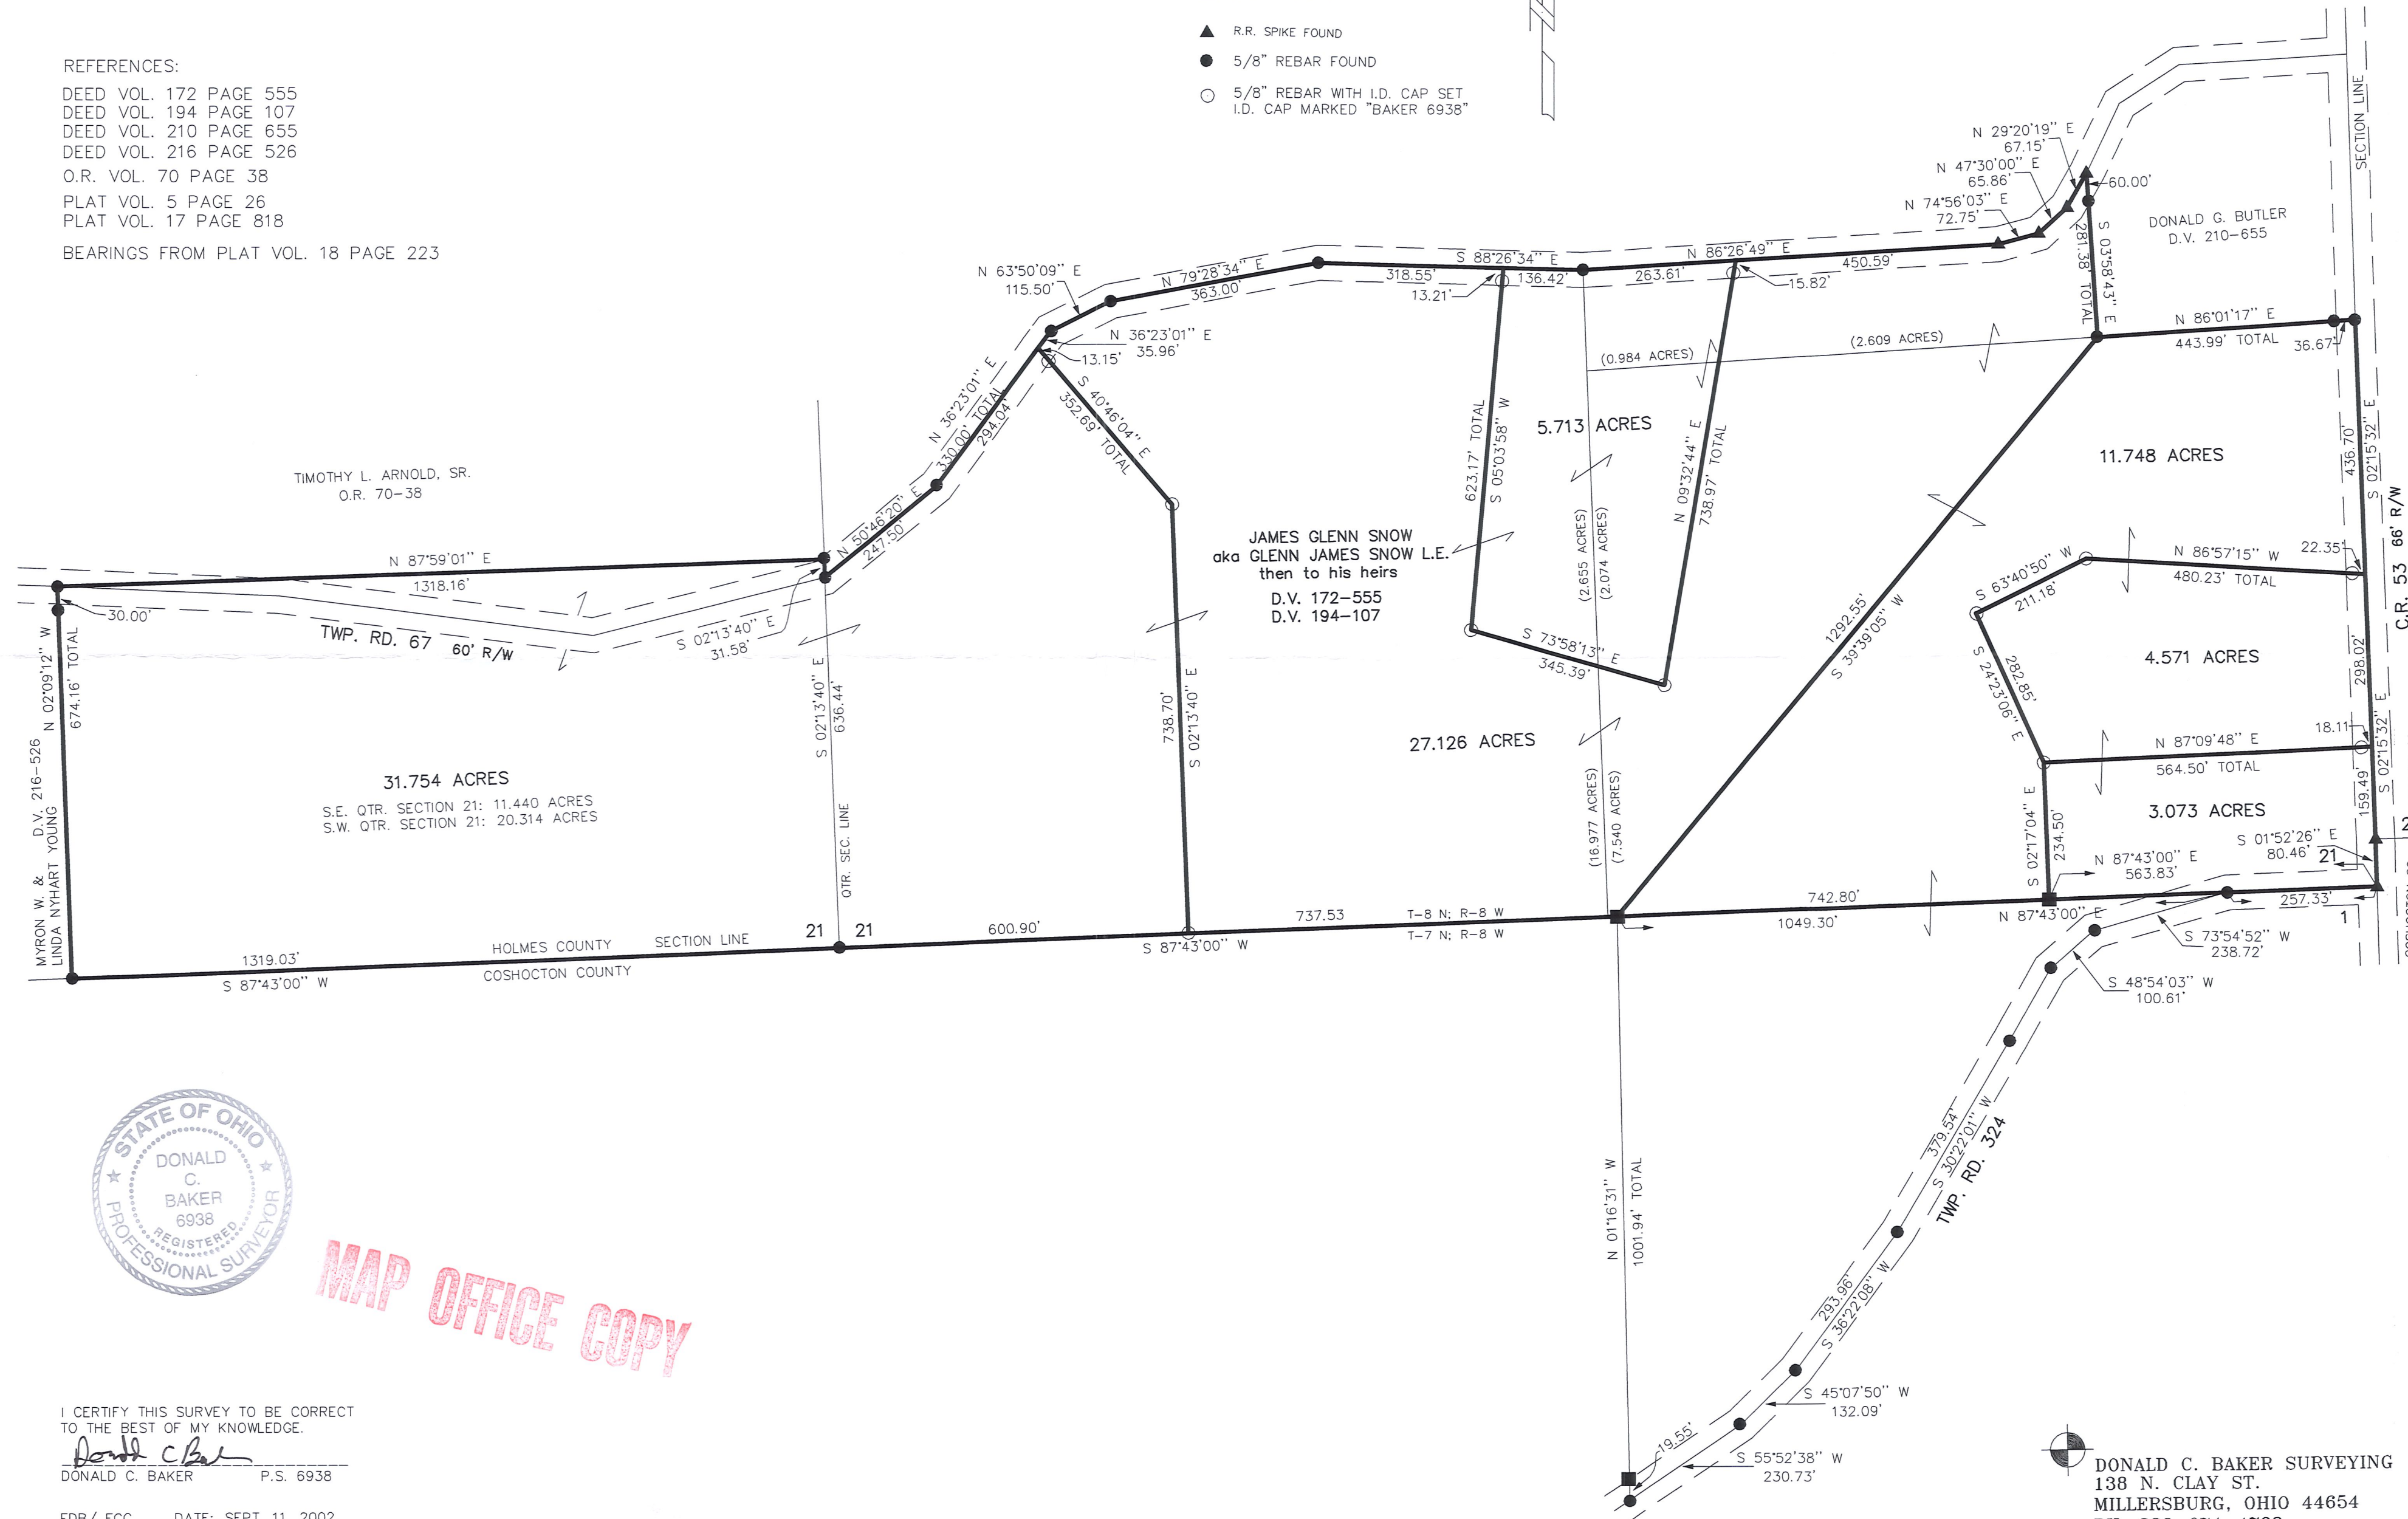 REFERENCES:
DEED VOL. 172 PAGE 555
DEED VOL. 194 PAGE 107
DEED VOL. 210 PAGE 655
DEED VOL. 216 PAGE 526
O.R. VOL. 70 PAGE 38
PLAT VOL. 5 PAGE 26
PLAT VOL. 17 PAGE 818
BEARINGS FROM PLAT VOL. 18 PAGE 223
R.R. SPIKE FOUND
5/8" REBAR FOUND
5/8" REBAR WITH I.D. CAP SET
I.D. CAP MARKED "BAKER 6938"
N 29°20'19" E
67.15'
N 47°30'00" E
65.86'
N 74°56'03" E
72.75'
60.00'
SECTION LINE
DONALD G. BUTLER
D.V. 210-655
S 03°58'43" E
281.38' TOTAL
N 63°50'09" E
115.50'
N 79°28'34" E
363.00'
S 88°26'34" E
318.55'
136.42'
13.21'
N 86°26'49" E
263.61'
450.59'
15.82'
N 36°23'01" E
35.96'
13.15'
N 36°23'01" E
330.00' TOTAL
294.04'
S 40°46'04" E
352.69' TOTAL
N 86°01'17" E
443.99' TOTAL
36.67'
(0.984 ACRES)
(2.609 ACRES)
5.713 ACRES
623.17' TOTAL
S 05°03'58" W
N 09°32'44" E
738.97' TOTAL
11.748 ACRES
436.70'
S 02°15'32" E
C.R. 53 66' R/W
TIMOTHY L. ARNOLD, SR.
O.R. 70-38
N 50°46'20" E
247.50'
N 87°59'01" E
1318.16'
30.00'
TWP. RD. 67 60' R/W
S 02°13'40" E
31.58'
JAMES GLENN SNOW
aka GLENN JAMES SNOW L.E.
then to his heirs
D.V. 172-555
D.V. 194-107
(2.655 ACRES)
(2.074 ACRES)
S 73°58'13" E
345.39'
1292.55'
S 39°39'05" W
N 86°57'15" W
480.23' TOTAL
22.35'
S 63°40'50" W
211.18'
4.571 ACRES
298.02'
S 24°23'06" E
282.85'
N 02°09'12" W
674.16' TOTAL
MYRON W. & D.V. 216-526
LINDA NYHART YOUNG
S 02°13'40" E
636.44'
738.70'
S 02°13'40" E
27.126 ACRES
N 87°09'48" E
564.50' TOTAL
18.11
S 02°15'32" E
159.49'
31.754 ACRES
S.E. QTR. SECTION 21: 11.440 ACRES
S.W. QTR. SECTION 21: 20.314 ACRES
QTR. SEC. LINE
(16.977 ACRES)
(7.540 ACRES)
3.073 ACRES
S 02°17'04" E
234.50'
S 01°52'26" E
80.46'
21
N 87°43'00" E
563.83'
257.33'
1
1319.03'
HOLMES COUNTY SECTION LINE
21 21
S 87°43'00" W
COSHOCTON COUNTY
600.90'
S 87°43'00" W
737.53
T-8 N; R-8 W
T-7 N; R-8 W
742.80'
1049.30'
N 87°43'00" E
S 73°54'52" W
238.72'
S 48°54'03" W
100.61'
379.54'
S 30°22'01" W
TWP. RD. 324
N 01°16'31" W
1001.94' TOTAL
293.96'
S 36°22'08" W
S 45°07'50" W
132.09'
S 55°52'38" W
230.73'
19.55'
STATE OF OHIO
DONALD
C.
BAKER
6938
REGISTERED
PROFESSIONAL SURVEYOR
MAP OFFICE COPY
I CERTIFY THIS SURVEY TO BE CORRECT
TO THE BEST OF MY KNOWLEDGE.
Donald C Baker
DONALD C. BAKER P.S. 6938
DATE: SEPT. 11, 2002
DONALD C. BAKER SURVEYING
138 N. CLAY ST.
MILLERSBURG, OHIO 44654